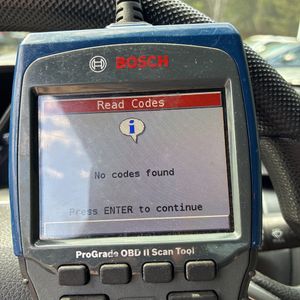 BOSCH
Read Codes
i
No codes found
Press ENTER to continue
ProGrade OBD II Scan Tool